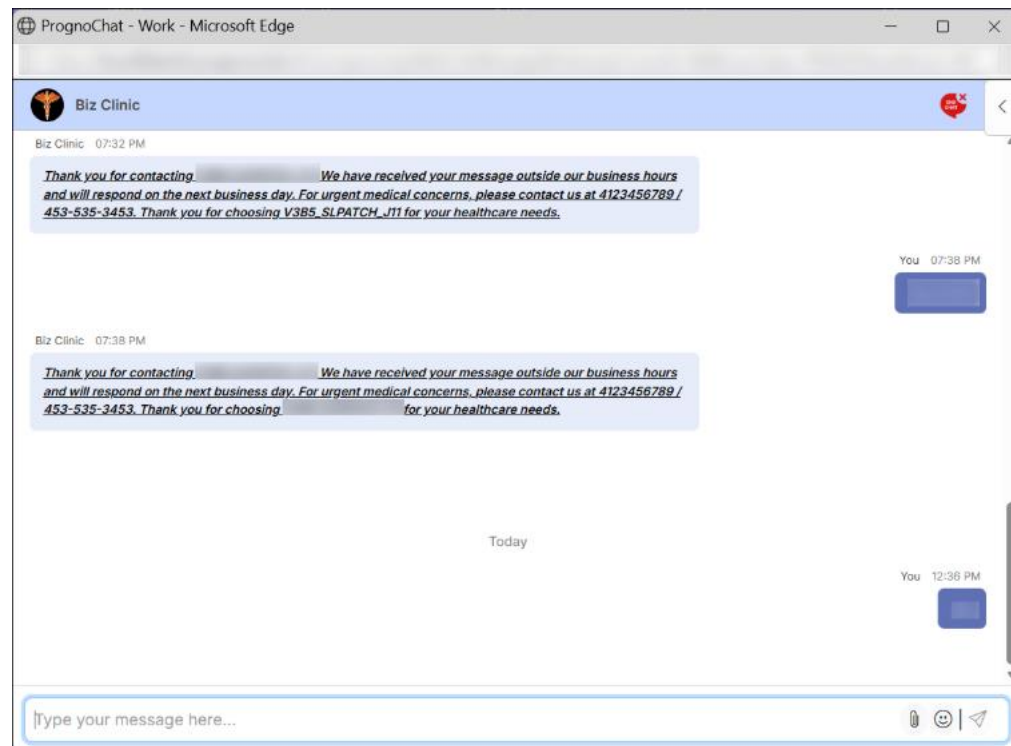 PrognoChat - Work - Microsoft Edge
Biz Clinic
END CHAT
Biz Clinic 07:32 PM
Thank you for contacting We have received your message outside our business hours
and will respond on the next business day. For urgent medical concerns, please contact us at 4123456789 /
453-535-3453. Thank you for choosing V3B5_SLPATCH_J11 for your healthcare needs.
You 07:38 PM
Biz Clinic 07:38 PM
Thank you for contacting We have received your message outside our business hours
and will respond on the next business day. For urgent medical concerns, please contact us at 4123456789 /
453-535-3453. Thank you for choosing for your healthcare needs.
Today
You 12:36 PM
Type your message here...